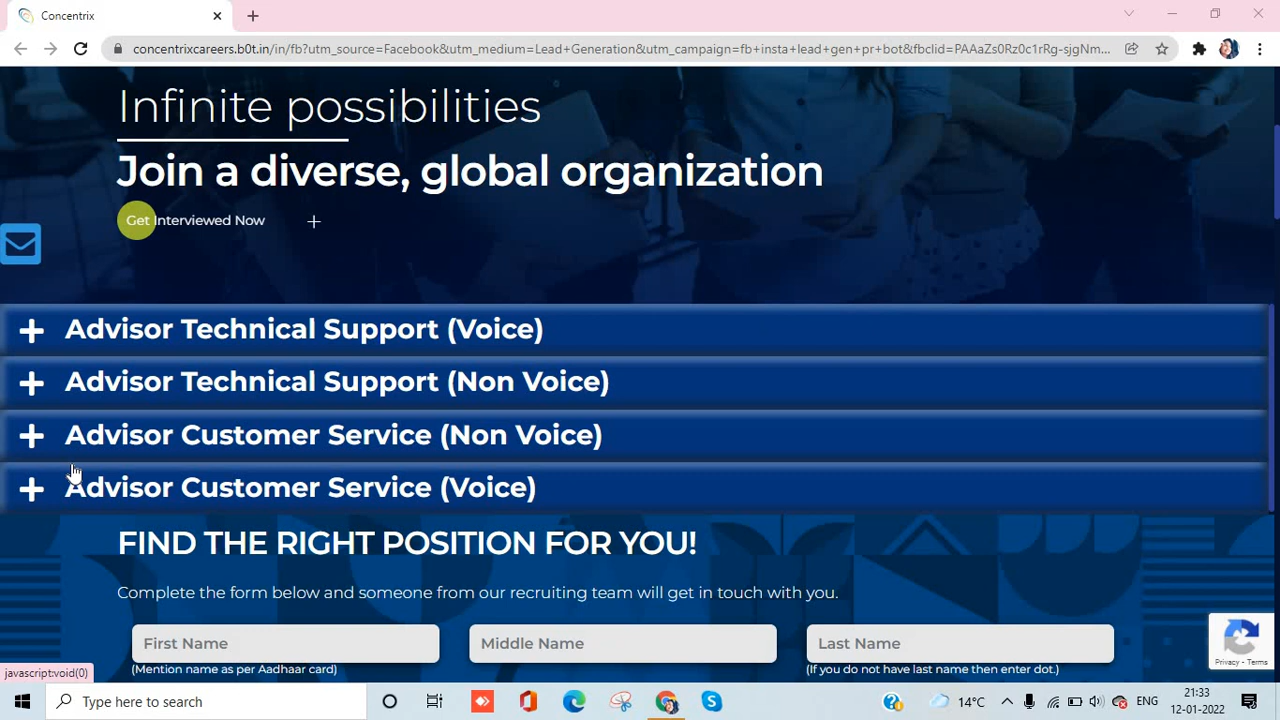 Concentrix
concentrixcareers.b0t.in/in/fb?utm_source=Facebook&utm_medium=Lead+Generation&utm_campaign=fb+insta+lead+gen+pr+bot&fbclid=PAAaZs0Rz0c1rRg-sjgNm...
Infinite possibilities
Join a diverse, global organization
Get Interviewed Now +
+ Advisor Technical Support (Voice)
+ Advisor Technical Support (Non Voice)
+ Advisor Customer Service (Non Voice)
+ Advisor Customer Service (Voice)
FIND THE RIGHT POSITION FOR YOU!
Complete the form below and someone from our recruiting team will get in touch with you.
First Name Middle Name Last Name
(Mention name as per Aadhaar card) (If you do not have last name then enter dot.)
Privacy - Terms
javascript:void(0)
Type here to search 14°C ENG 21:33
12-01-2022